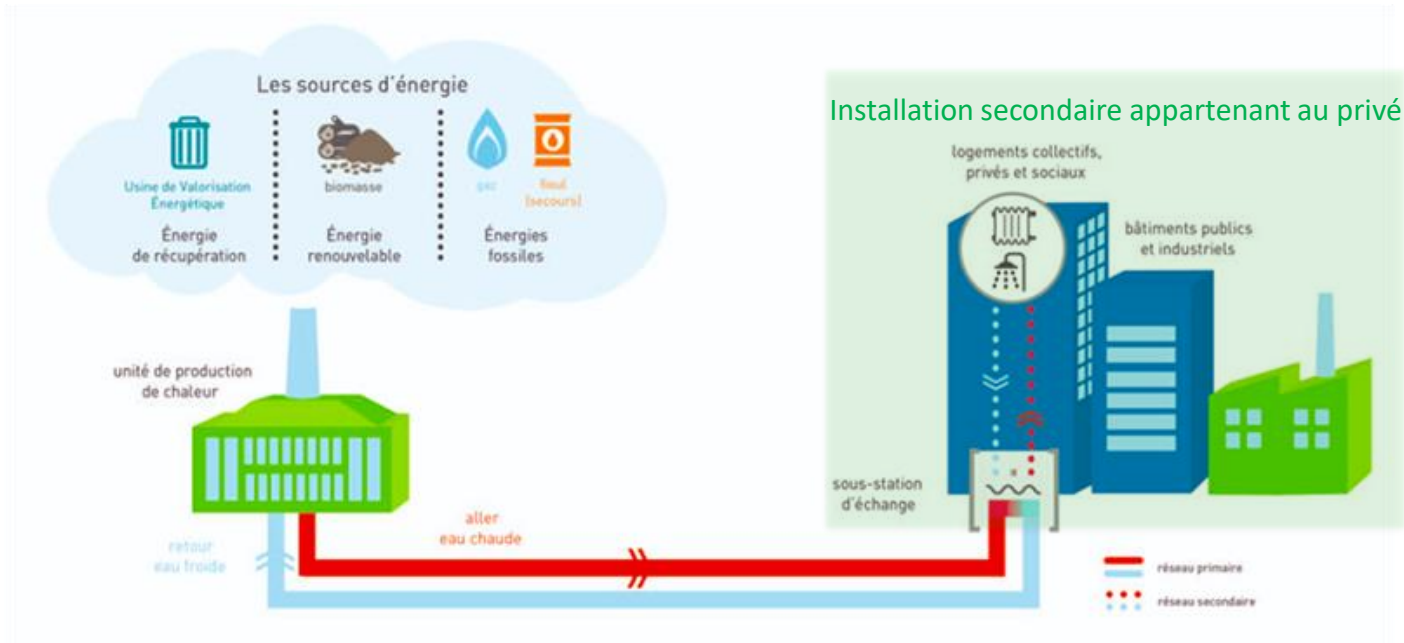 Les sources d'énergie
Usine de Valorisation
Énergétique
Énergie
de récupération
biomasse
Énergie
renouvelable
gaz
fioul
(secours)
Énergies
fossiles
Installation secondaire appartenant au privé
logements collectifs,
privés et sociaux
bâtiments publics
et industriels
unité de production
de chaleur
sous-station
d'échange
aller
eau chaude
retour
eau froide
réseau primaire
réseau secondaire